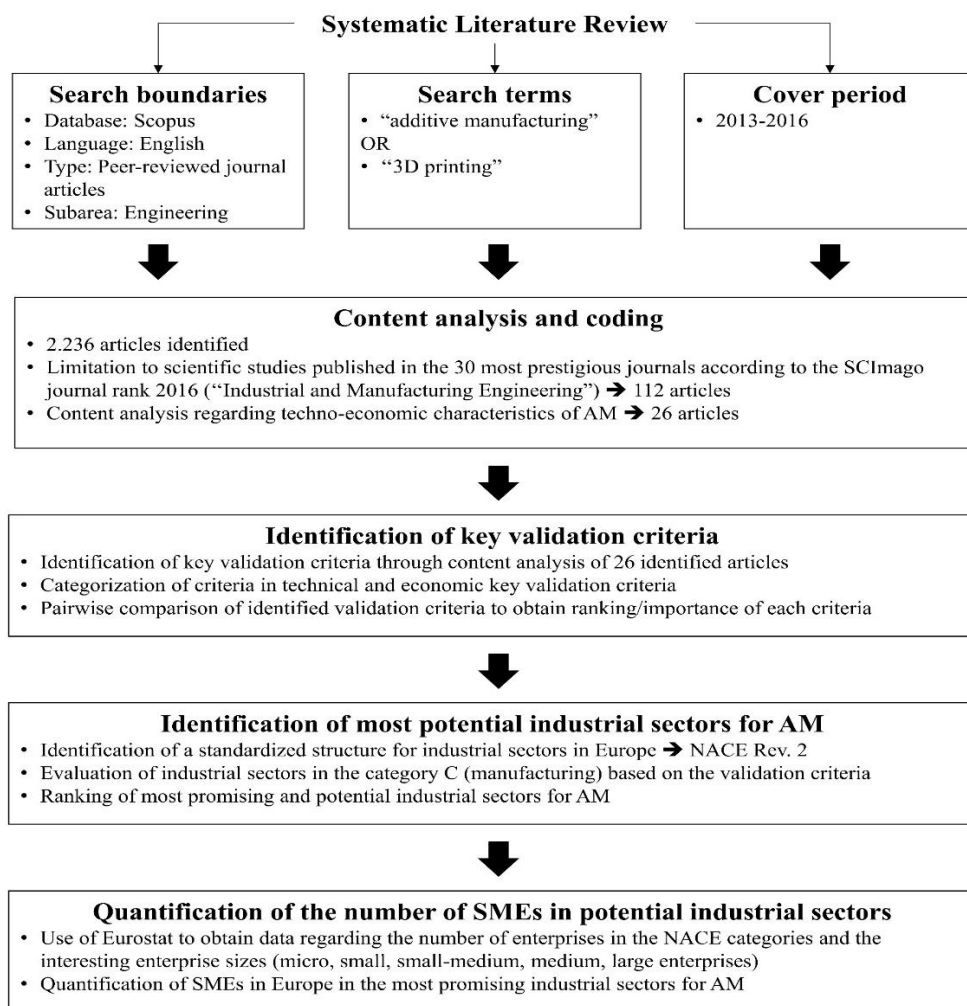 Systematic Literature Review
Search boundaries
• Database: Scopus
• Language: English
• Type: Peer-reviewed journal
articles
• Subarea: Engineering
Search terms
• “additive manufacturing”
OR
• “3D printing”
Cover period
• 2013-2016
Content analysis and coding
• 2.236 articles identified
• Limitation to scientific studies published in the 30 most prestigious journals according to the SCImago
journal rank 2016 (“Industrial and Manufacturing Engineering”) ➔ 112 articles
• Content analysis regarding techno-economic characteristics of AM ➔ 26 articles
Identification of key validation criteria
• Identification of key validation criteria through content analysis of 26 identified articles
• Categorization of criteria in technical and economic key validation criteria
• Pairwise comparison of identified validation criteria to obtain ranking/importance of each criteria
Identification of most potential industrial sectors for AM
• Identification of a standardized structure for industrial sectors in Europe ➔ NACE Rev. 2
• Evaluation of industrial sectors in the category C (manufacturing) based on the validation criteria
• Ranking of most promising and potential industrial sectors for AM
Quantification of the number of SMEs in potential industrial sectors
• Use of Eurostat to obtain data regarding the number of enterprises in the NACE categories and the
interesting enterprise sizes (micro, small, small-medium, medium, large enterprises)
• Quantification of SMEs in Europe in the most promising industrial sectors for AM